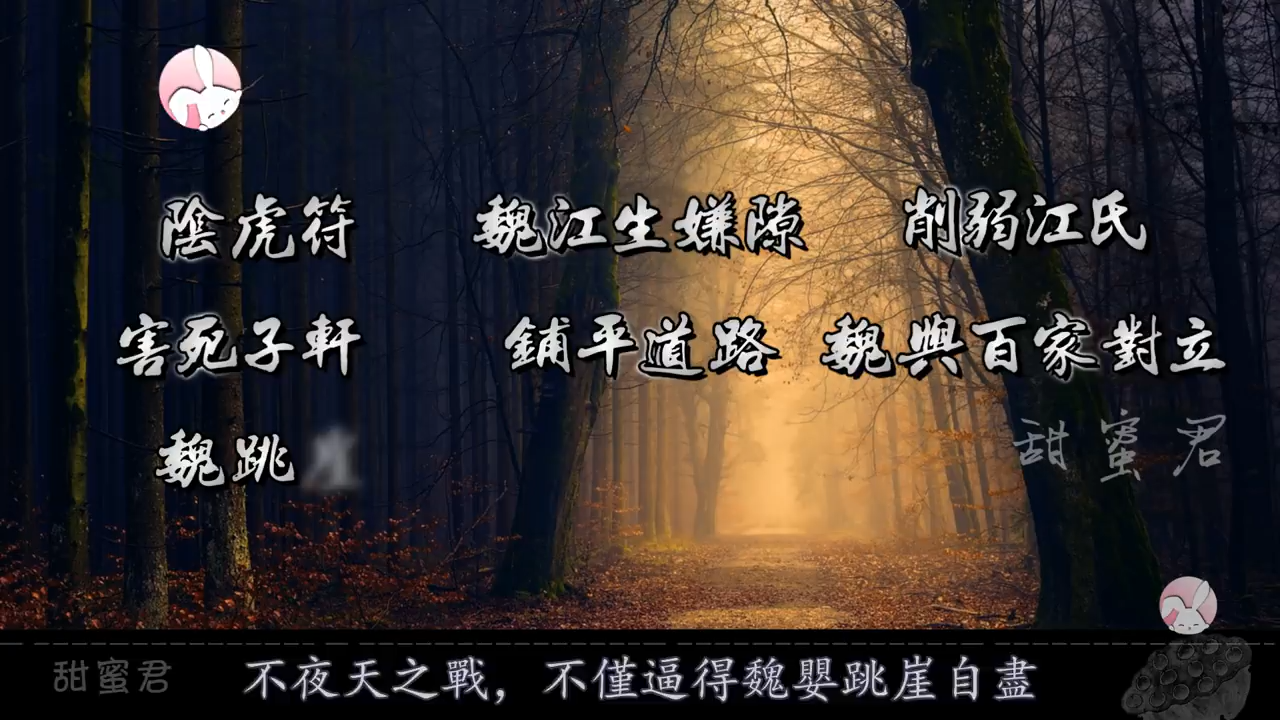 陰虎符 魏江生嫌隙 削弱江氏
害死子軒 鋪平道路 魏與百家對立
魏跳
甜蜜君
甜蜜君
不夜天之戰，不僅逼得魏嬰跳崖自盡